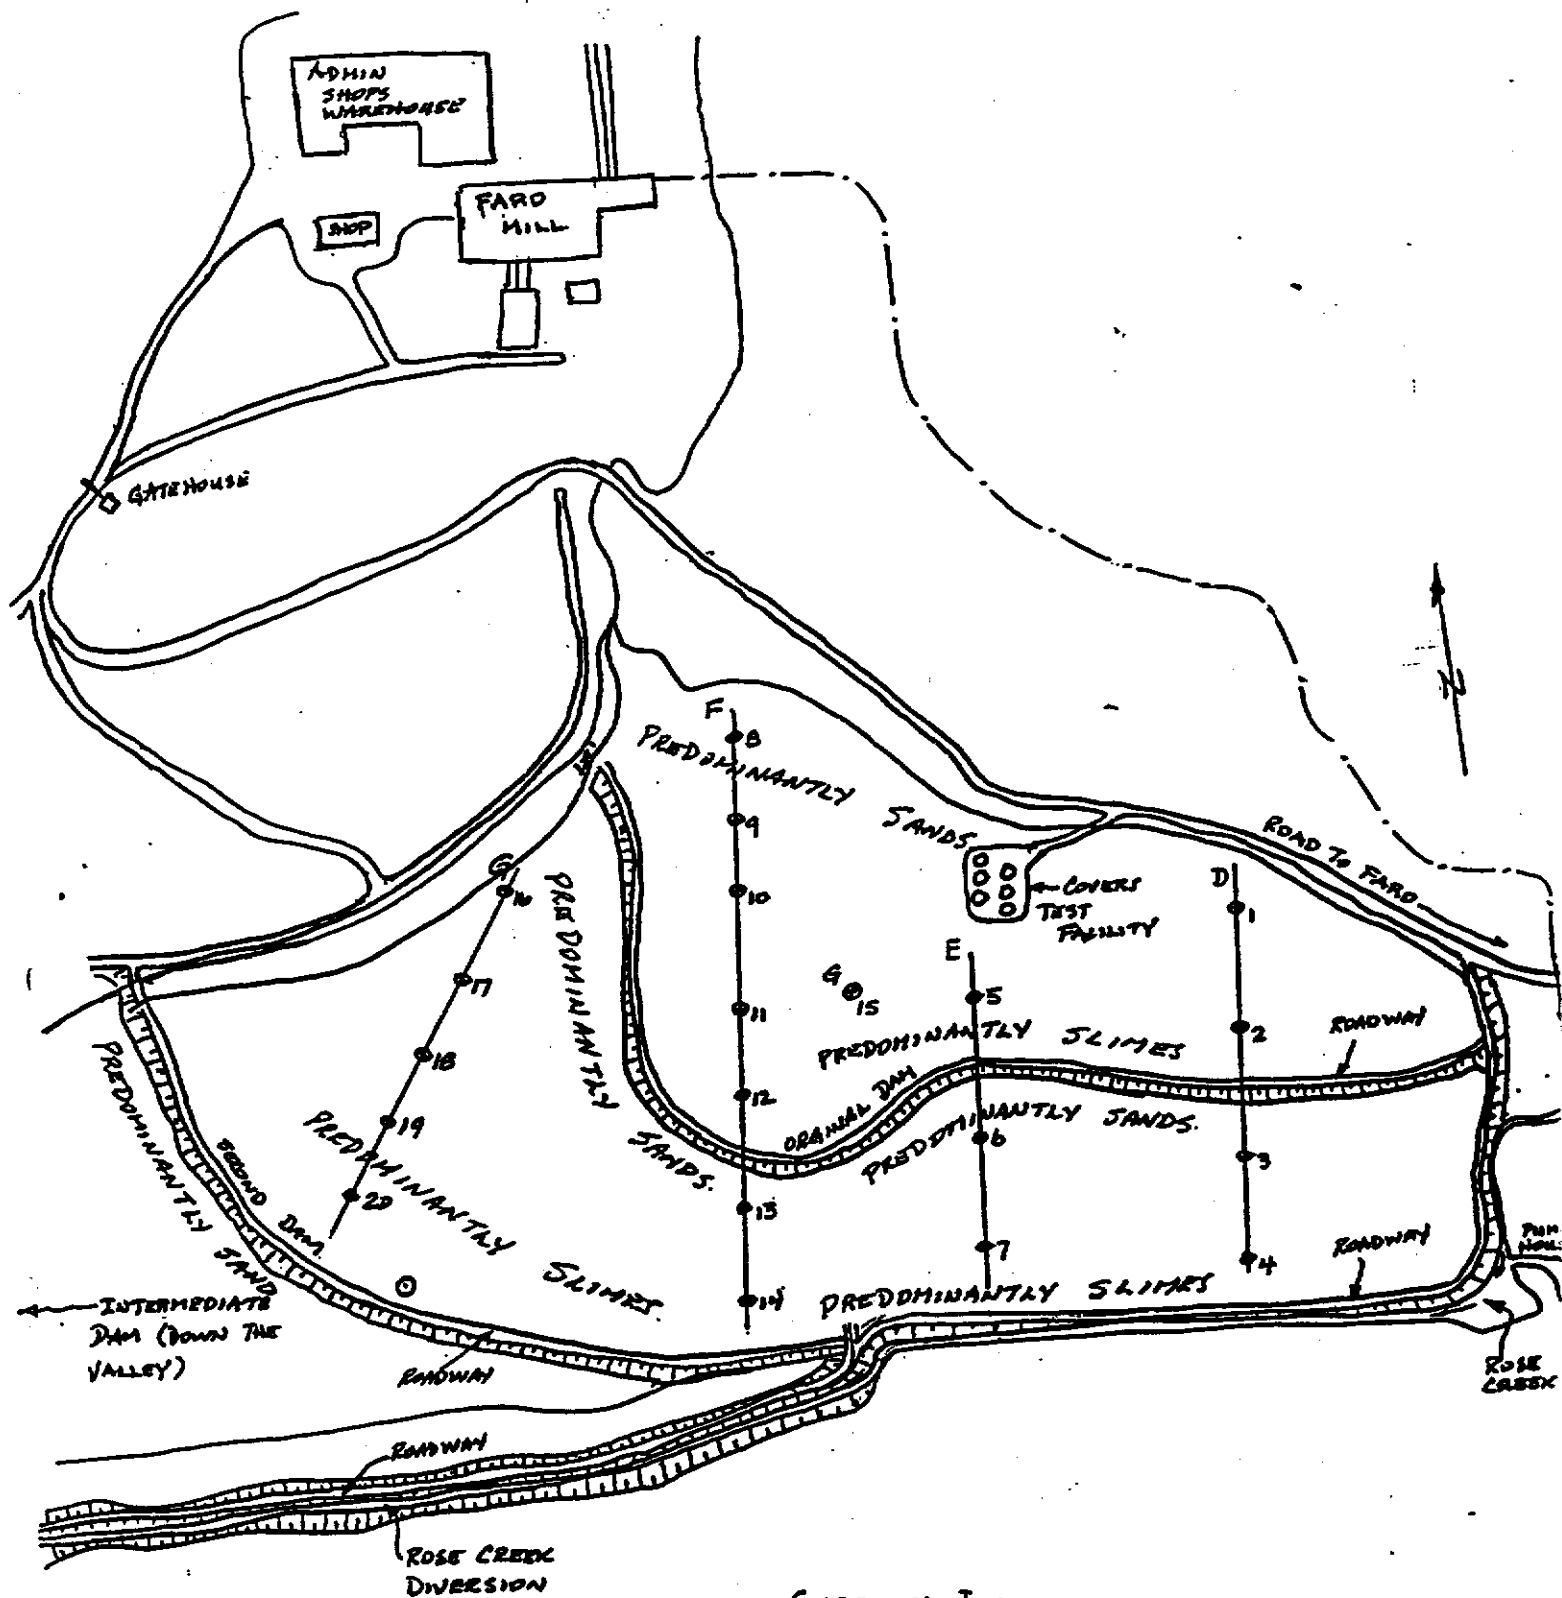 ADMIN
SHOPS
WAREHOUSE
FARO
MILL
SHOP
GATEHOUSE
N
F
8
PREDOMINANTLY SANDS
9
ROAD TO FARO
G
16
PREDOMINANTLY
SANDS.
10
COVERS
TEST
FACILITY
D
1
E
17
G
15
5
11
2
PREDOMINANTLY SLIMES
ROADWAY
18
12
ORGINAL DAM
PREDOMINANTLY SANDS.
19
6
3
PREDOMINANTLY SAND
SECOND DAM
PREDOMINANTLY SLIMES
20
13
7
4
ROADWAY
14
PREDOMINANTLY SLIMES
INTERMEDIATE
DAM (DOWN THE
VALLEY)
ROADWAY
ROSE
CREEK
ROADWAY
ROSE CREEK
DIVERSION